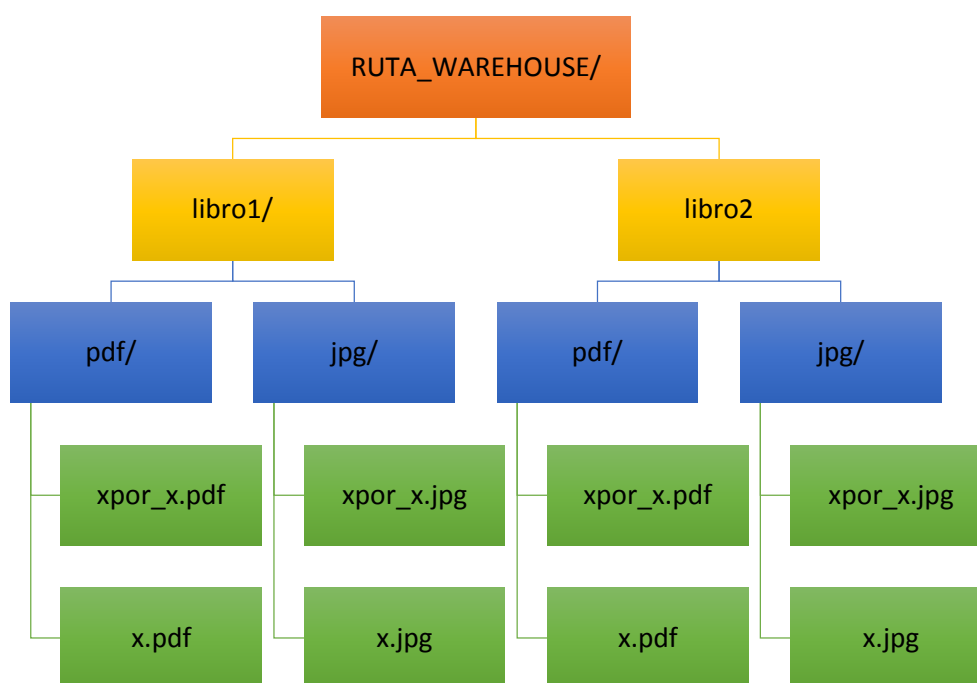 RUTA_WAREHOUSE/
libro1/
libro2
pdf/
jpg/
pdf/
jpg/
xpor_x.pdf
xpor_x.jpg
xpor_x.pdf
xpor_x.jpg
x.pdf
x.jpg
x.pdf
x.jpg